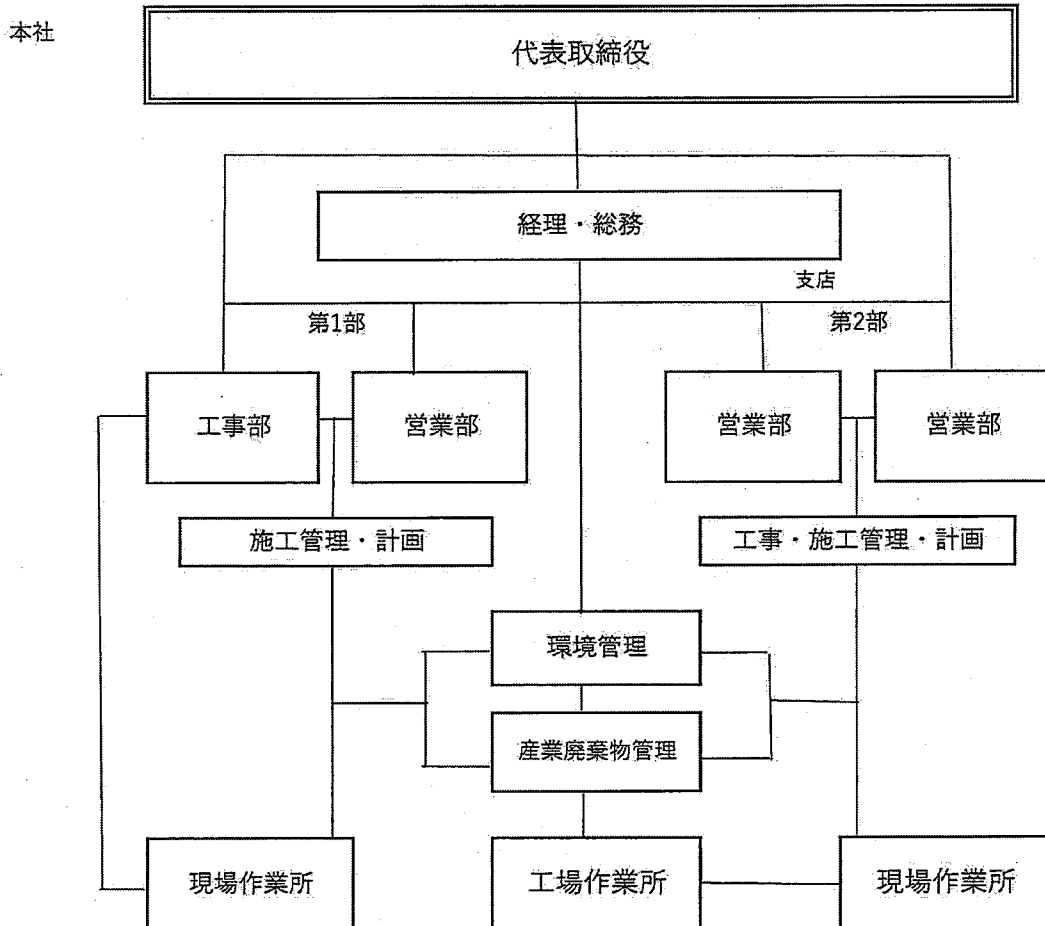 本社
代表取締役
経理・総務
支店
第1部
第2部
工事部
営業部
営業部
営業部
施工管理・計画
工事・施工管理・計画
環境管理
産業廃棄物管理
現場作業所
工場作業所
現場作業所